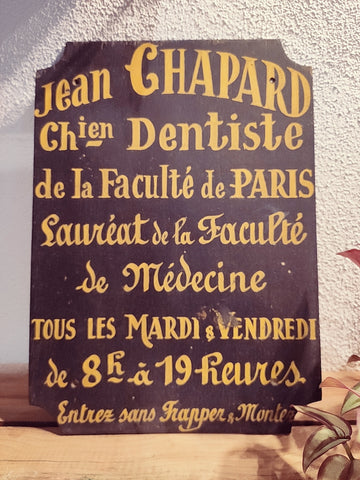 Jean CHAPARD
Chien Dentiste
de la Faculté de PARIS
Lauréat de la Faculté
de Médecine
TOUS LES MARDI & VENDREDI
de 8h à 19 heures
Entrez sans Frapper & Montez